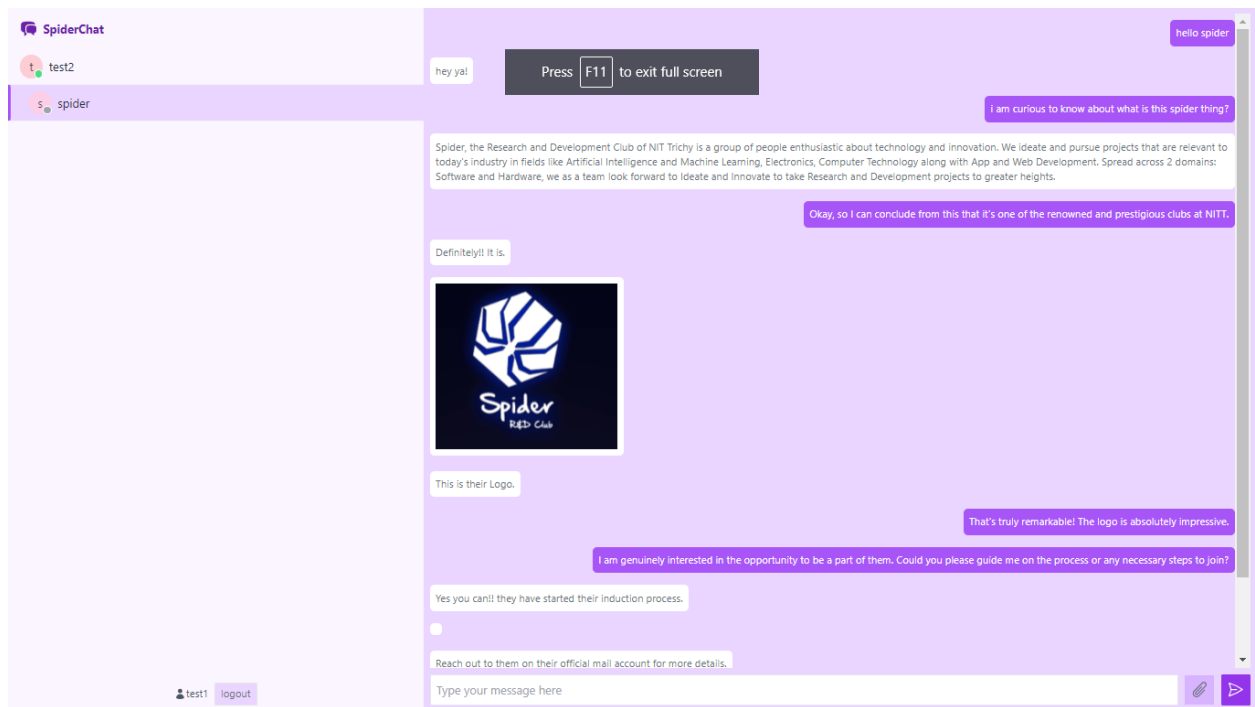 SpiderChat
t test2
s spider
test1 logout
hello spider
hey ya!
Press F11 to exit full screen
i am curious to know about what is this spider thing?
Spider, the Research and Development Club of NIT Trichy is a group of people enthusiastic about technology and innovation. We ideate and pursue projects that are relevant to
today's industry in fields like Artificial Intelligence and Machine Learning, Electronics, Computer Technology along with App and Web Development. Spread across 2 domains:
Software and Hardware, we as a team look forward to Ideate and Innovate to take Research and Development projects to greater heights.
Okay, so I can conclude from this that it's one of the renowned and prestigious clubs at NITT.
Definitely!! It is.
Spider
R&D Club
This is their Logo.
That's truly remarkable! The logo is absolutely impressive.
I am genuinely interested in the opportunity to be a part of them. Could you please guide me on the process or any necessary steps to join?
Yes you can!! they have started their induction process.
Reach out to them on their official mail account for more details.
Type your message here